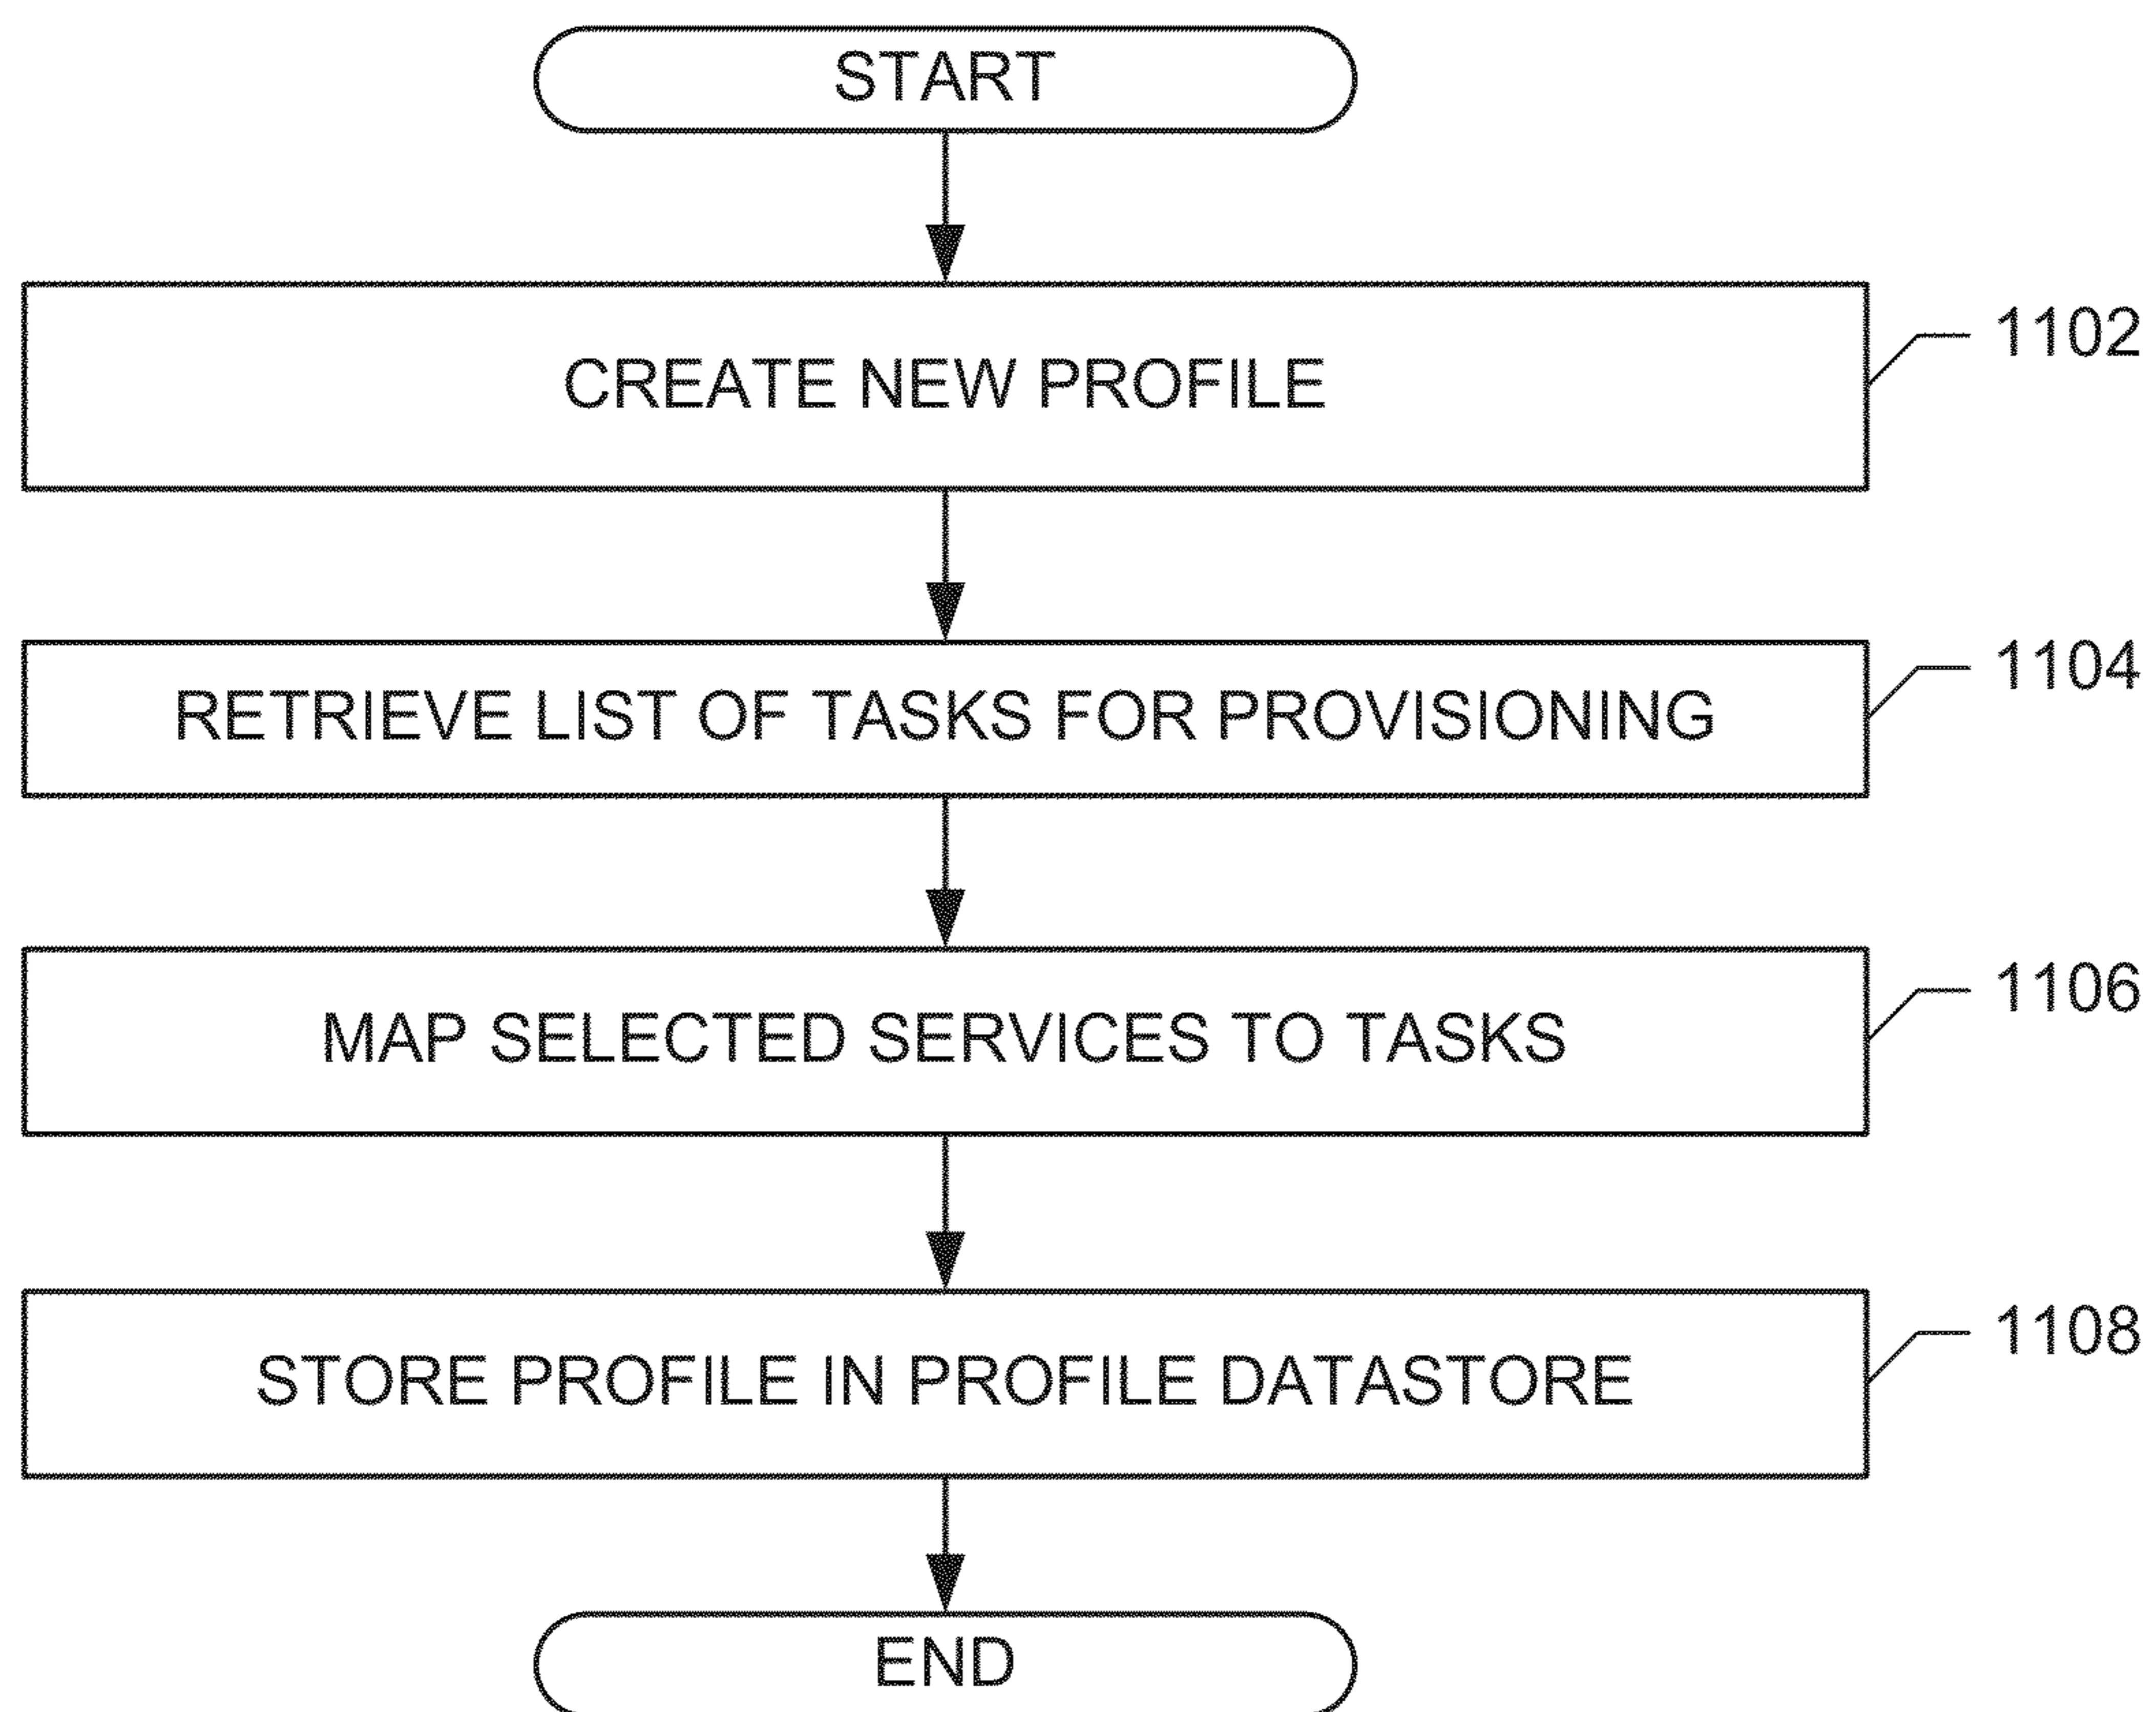 START
CREATE NEW PROFILE
1102
RETRIEVE LIST OF TASKS FOR PROVISIONING
1104
MAP SELECTED SERVICES TO TASKS
1106
STORE PROFILE IN PROFILE DATASTORE
1108
END